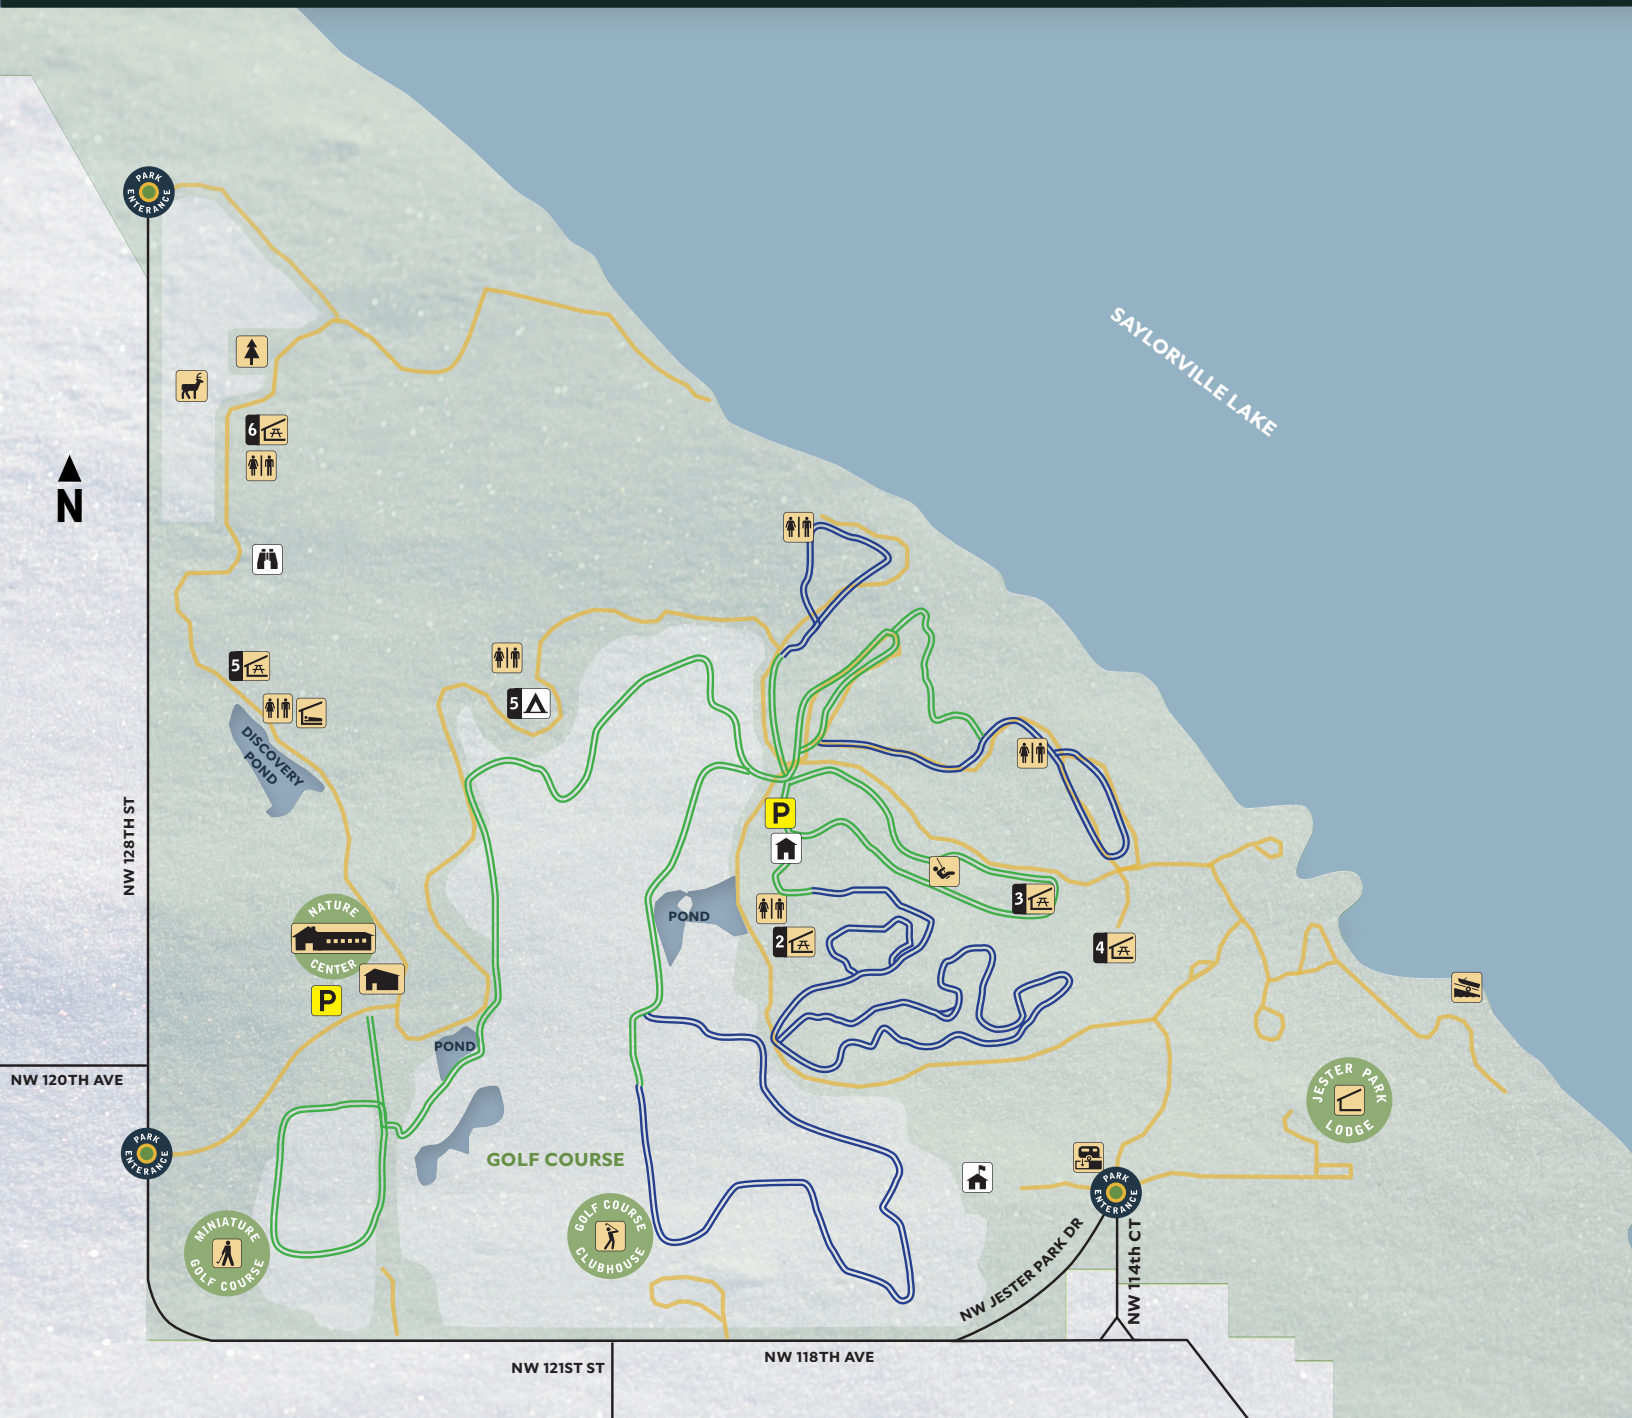 PARK
ENTERANCE
SAYLORVILLE LAKE
6
N
5
5
DISCOVERY
POND
NW 128TH ST
P
3
NATURE
CENTER
POND
2
4
P
POND
NW 120TH AVE
JESTER PARK
LODGE
PARK
ENTERANCE
GOLF COURSE
PARK
ENTERANCE
MINIATURE
GOLF COURSE
GOLF COURSE
CLUBHOUSE
NW JESTER PARK DR
NW 114th CT
NW 118TH AVE
NW 121ST ST